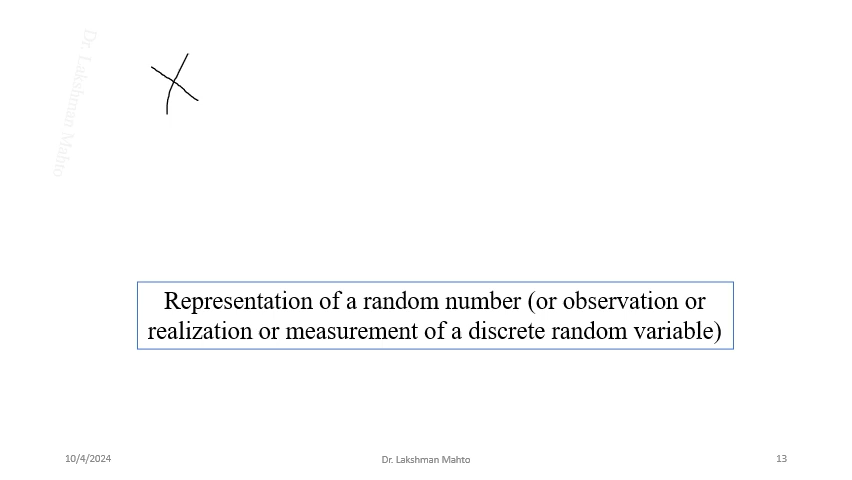 Dr. Lakshman Mahto
X
Representation of a random number (or observation or
realization or measurement of a discrete random variable)
10/4/2024
Dr. Lakshman Mahto
13